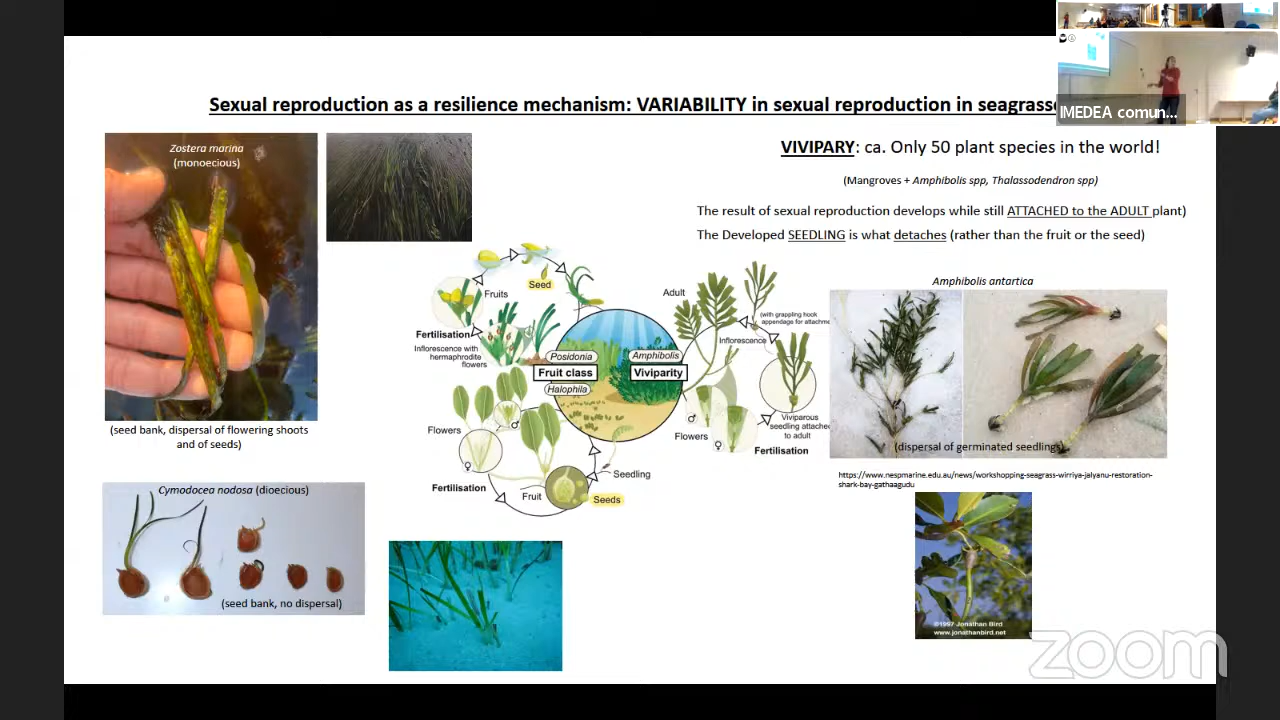 Sexual reproduction as a resilience mechanism: VARIABILITY in sexual reproduction in seagrasse
IMEDEA comun...
Zostera marina
(monoecious)
(seed bank, dispersal of flowering shoots
and of seeds)
Cymodocea nodosa (dioecious)
(seed bank, no dispersal)
VIVIPARY: ca. Only 50 plant species in the world!
(Mangroves + Amphibolis spp, Thalassodendron spp)
The result of sexual reproduction develops while still ATTACHED to the ADULT plant)
The Developed SEEDLING is what detaches (rather than the fruit or the seed)
Seed
Fruits
Fertilisation
Inflorescence with
hermaphrodite
flowers
Posidonia
Fruit class
Halophila
Amphibolis
Viviparity
Flowers
♂
♀
Fertilisation
Fruit
Seeds
Seedling
Adult
(with grappling hook
appendage for attachme
Inflorescence
♂
Flowers
♀
Viviparous
seedling attached
to adult
Fertilisation
Amphibolis antartica
(dispersal of germinated seedlings)
https://www.nespmarine.edu.au/news/workshopping-seagrass-wirriya-jalyanu-restoration-
shark-bay-gathaagudu
©1997 Jonathan Bird
www.jonathanbird.net
zoom